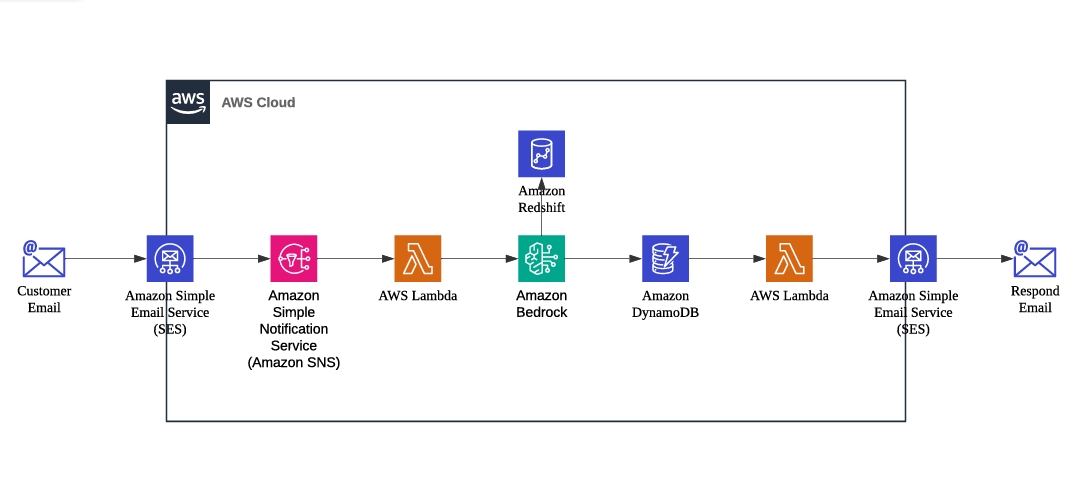 aws
AWS Cloud
Amazon
Redshift
@
Customer
Email
Amazon Simple
Email Service
(SES)
Amazon
Simple
Notification
Service
(Amazon SNS)
AWS Lambda
Amazon
Bedrock
Amazon
DynamoDB
AWS Lambda
Amazon Simple
Email Service
(SES)
@
Respond
Email